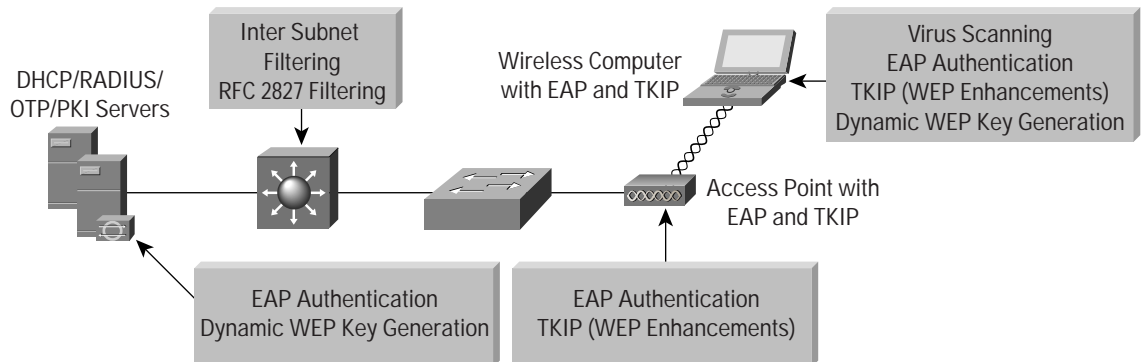 Inter Subnet
Filtering
RFC 2827 Filtering
DHCP/RADIUS/
OTP/PKI Servers
Wireless Computer
with EAP and TKIP
Virus Scanning
EAP Authentication
TKIP (WEP Enhancements)
Dynamic WEP Key Generation
Access Point with
EAP and TKIP
EAP Authentication
Dynamic WEP Key Generation
EAP Authentication
TKIP (WEP Enhancements)